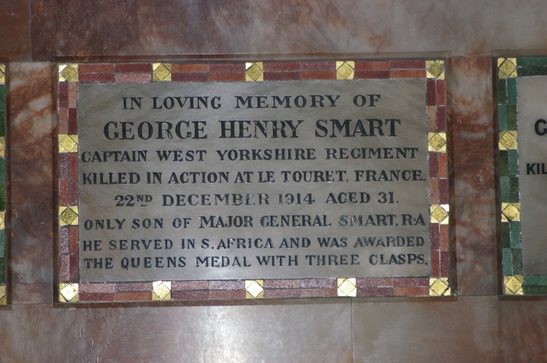 IN LOVING MEMORY OF
GEORGE HENRY SMART
CAPTAIN WEST YORKSHIRE REGIMENT
KILLED IN ACTION AT LE TOURET, FRANCE.
22ND DECEMBER 1914 AGED 31.
ONLY SON OF MAJOR GENERAL SMART, R·A
HE SERVED IN S. AFRICA AND WAS AWARDED
THE QUEENS MEDAL WITH THREE CLASPS.